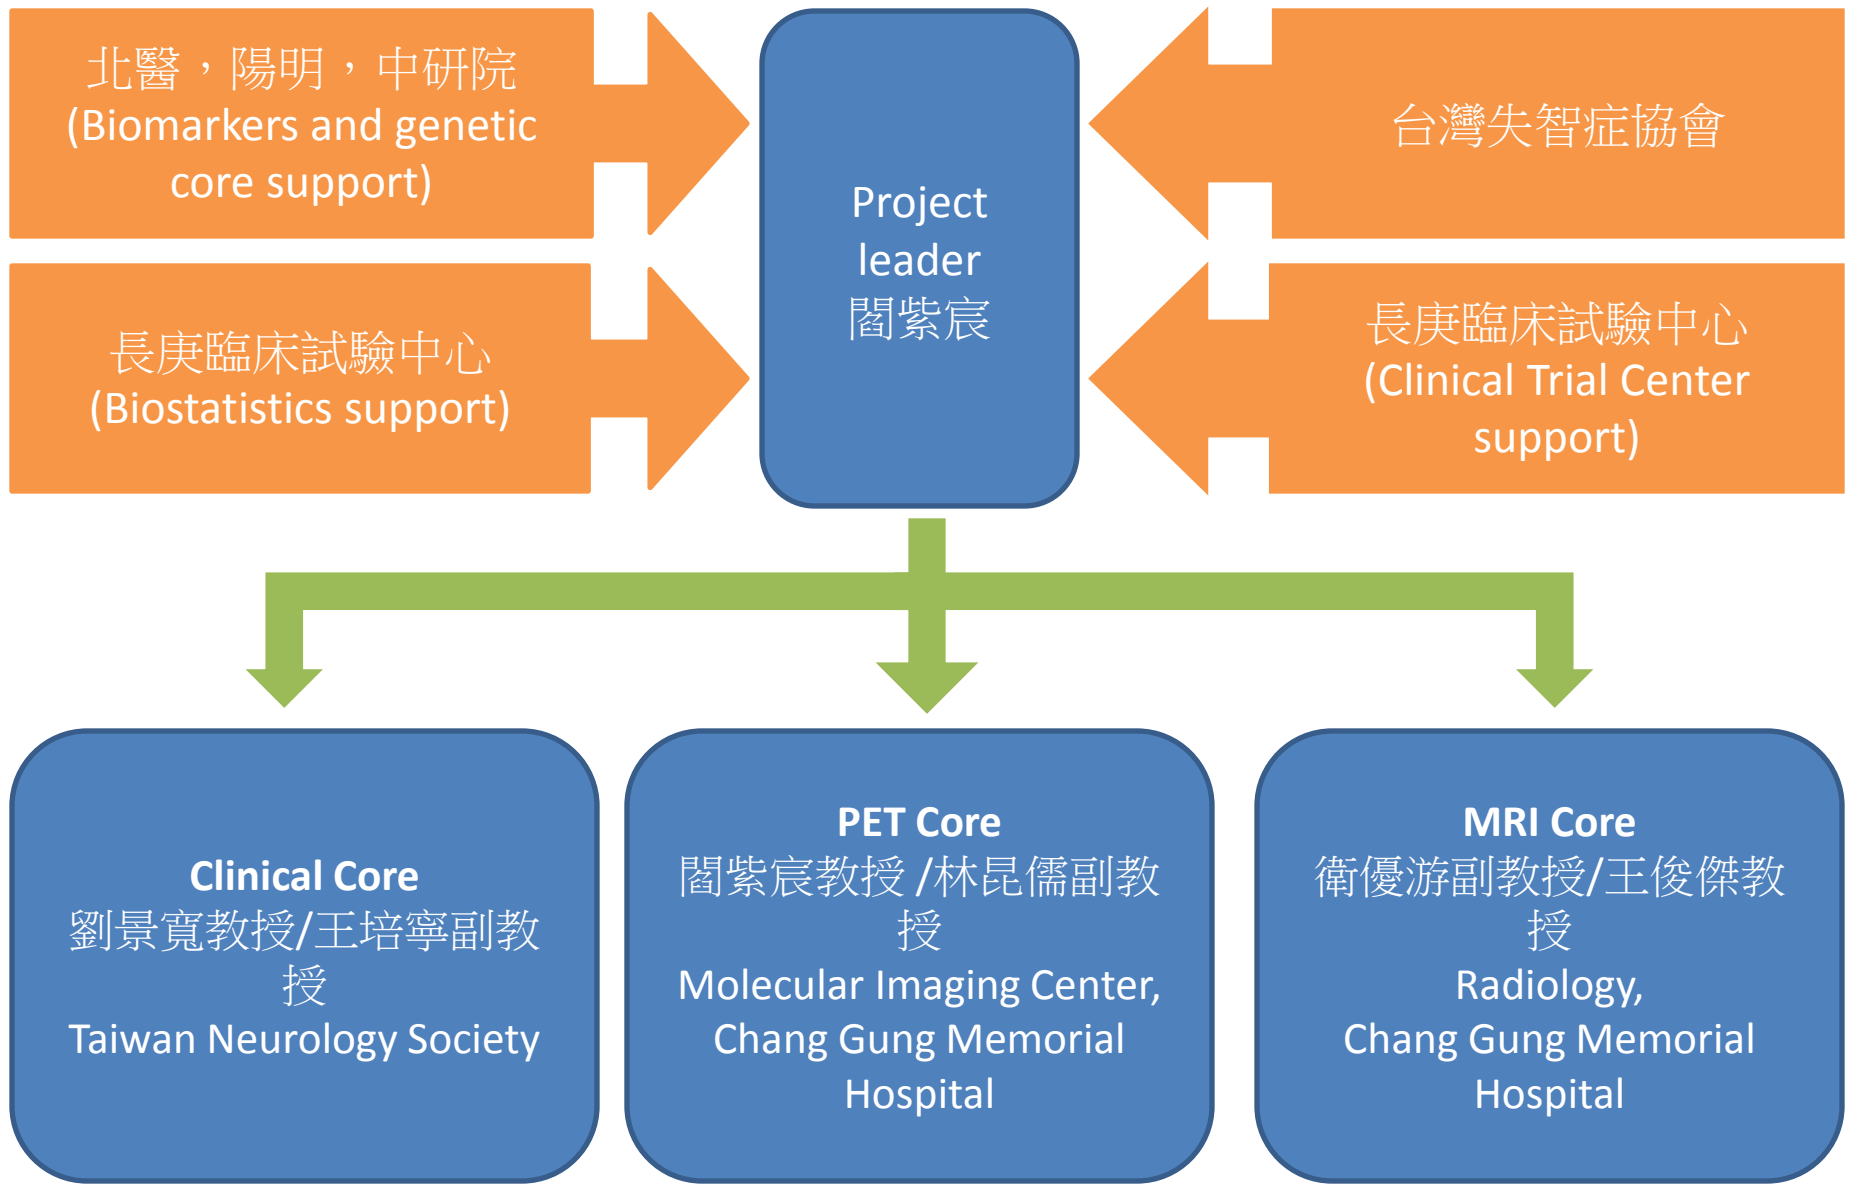 北醫，陽明，中研院
(Biomarkers and genetic
core support)
長庚臨床試驗中心
(Biostatistics support)
Project
leader
閻紫宸
台灣失智症協會
長庚臨床試驗中心
(Clinical Trial Center
support)
Clinical Core
劉景寬教授/王培寧副教
授
Taiwan Neurology Society
PET Core
閻紫宸教授 /林昆儒副教
授
Molecular Imaging Center,
Chang Gung Memorial
Hospital
MRI Core
衛優游副教授/王俊傑教
授
Radiology,
Chang Gung Memorial
Hospital